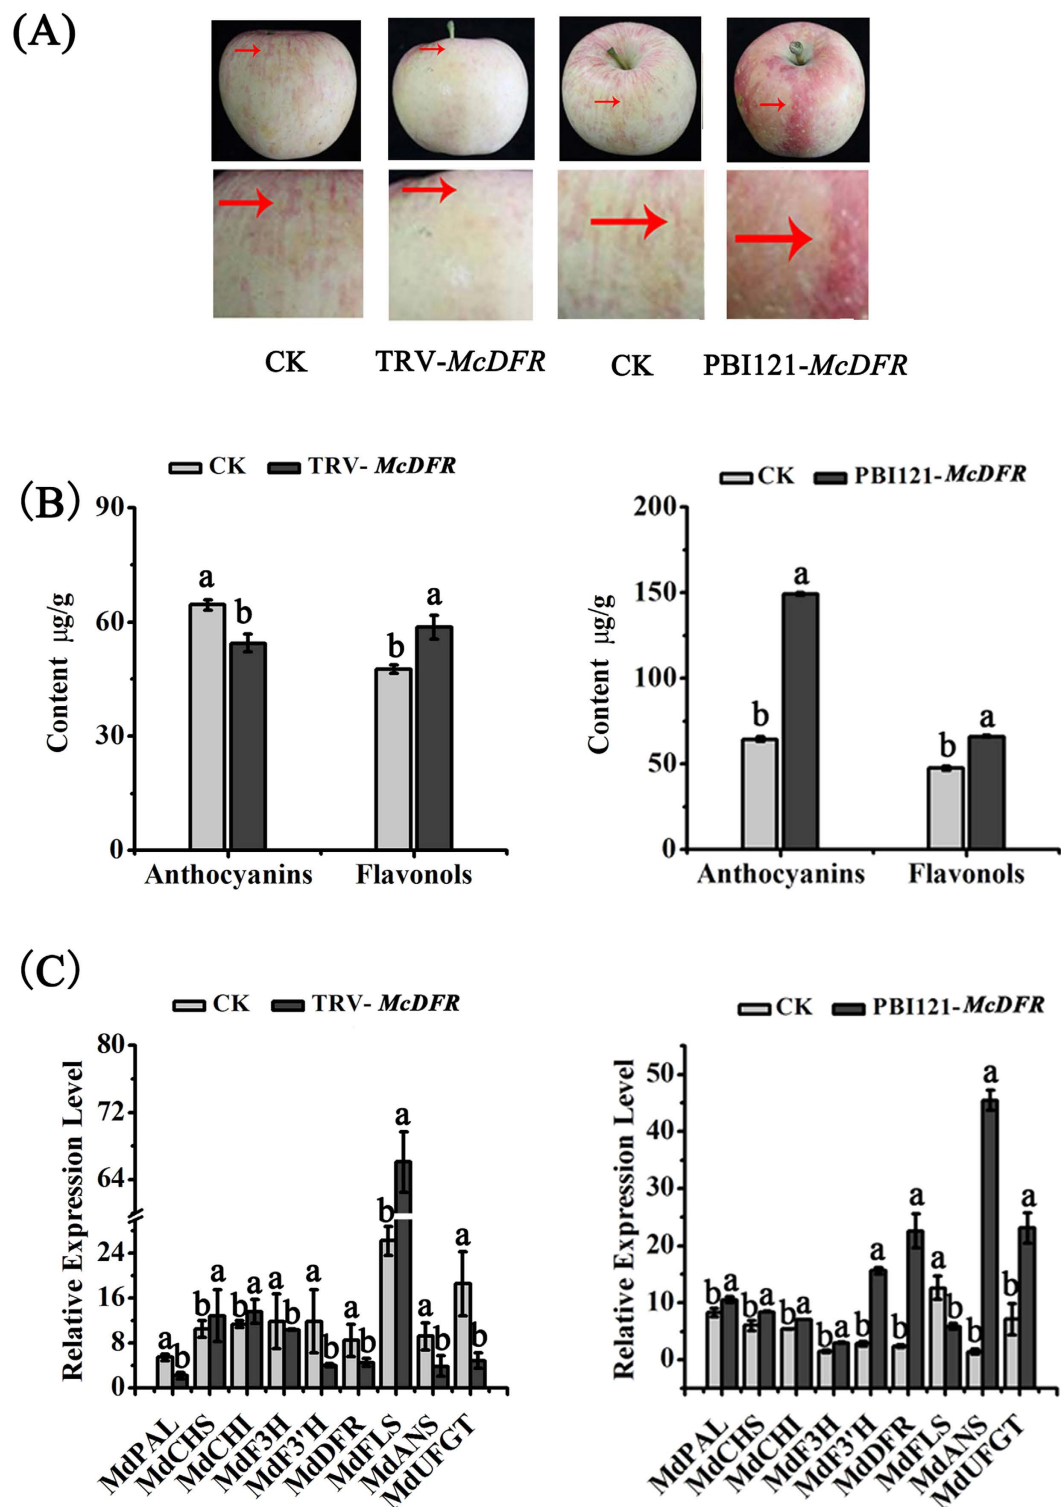 (A)
CK TRV-McDFR CK PBI121-McDFR
(B)
CK TRV- McDFR
90
60
30
0
Content μg/g
a b b a
Anthocyanins Flavonols
CK PBI121-McDFR
200
150
100
50
0
Content μg/g
b a b a
Anthocyanins Flavonols
(C)
CK TRV- McDFR
80
72
64
24
16
8
0
Relative Expression Level
a b b a b a a b a b a b b a a b a b
MdPAL MdCHS MdCHI MdF3H MdF3'H MdDFR MdFLS MdANS MdUFGT
CK PBI121-McDFR
50
40
30
20
10
0
Relative Expression Level
b a b a b a b a b a b a a b b a b a
MdPAL MdCHS MdCHI MdF3H MdF3'H MdDFR MdFLS MdANS MdUFGT